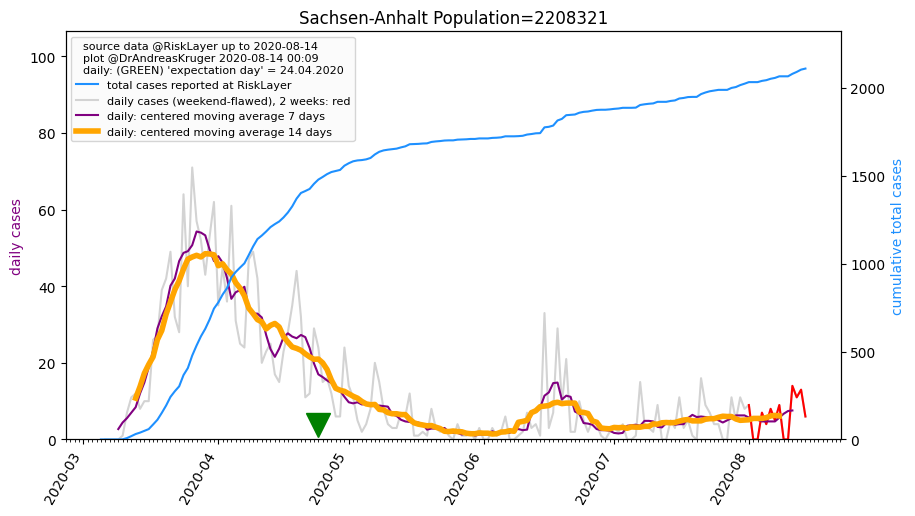 Sachsen-Anhalt Population=2208321
source data @RiskLayer up to 2020-08-14
plot @DrAndreasKruger 2020-08-14 00:09
daily: (GREEN) 'expectation day' = 24.04.2020
total cases reported at RiskLayer
daily cases (weekend-flawed), 2 weeks: red
daily: centered moving average 7 days
daily: centered moving average 14 days
daily cases
100
80
60
40
20
0
cumulative total cases
2000
1500
1000
500
0
2020-03
2020-04
2020-05
2020-06
2020-07
2020-08